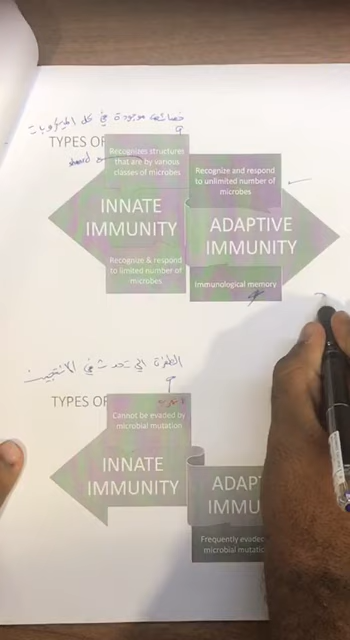 خصائص موجودة في كل الميكروبات
TYPES OF
Recognizes structures
that are by various
classes of microbes
shared
Recognize and respond
to unlimited number of
microbes
INNATE
IMMUNITY
ADAPTIVE
IMMUNITY
Recognize & respond
to limited number of
microbes
Immunological memory
الطفرة التي تحدث في الانتيجين
TYPES OF
Cannot be evaded by
microbial mutation
INNATE
IMMUNITY
ADAPT
IMMU
Frequently evaded
microbial mutatio